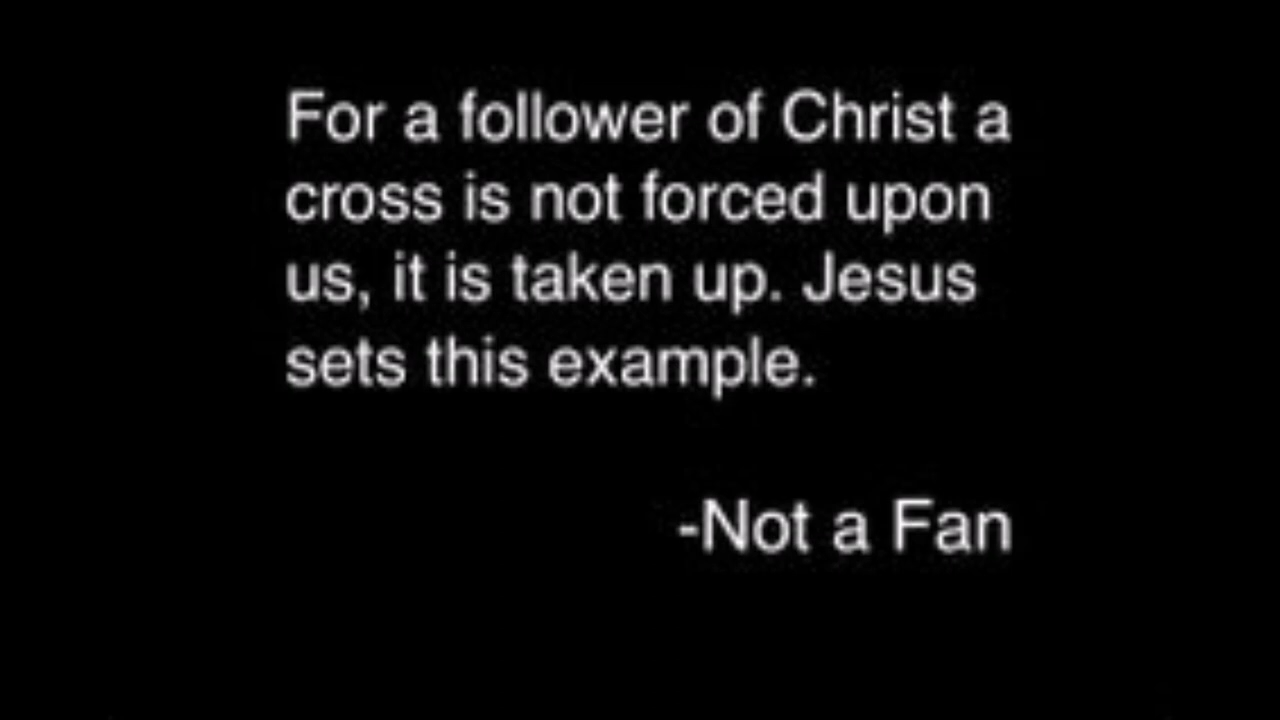 For a follower of Christ a
cross is not forced upon
us, it is taken up. Jesus
sets this example.
-Not a Fan